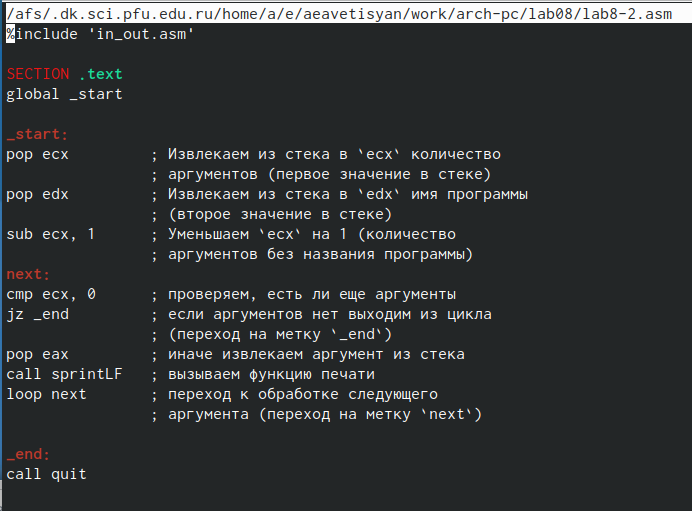 /afs/.dk.sci.pfu.edu.ru/home/a/e/aeavetisyan/work/arch-pc/lab08/lab8-2.asm
%include 'in_out.asm'
SECTION .text
global _start
_start:
pop ecx ; Извлекаем из стека в `ecx` количество
; аргументов (первое значение в стеке)
pop edx ; Извлекаем из стека в `edx` имя программы
; (второе значение в стеке)
sub ecx, 1 ; Уменьшаем `ecx` на 1 (количество
; аргументов без названия программы)
next:
cmp ecx, 0 ; проверяем, есть ли еще аргументы
jz _end ; если аргументов нет выходим из цикла
; (переход на метку `_end`)
pop eax ; иначе извлекаем аргумент из стека
call sprintLF ; вызываем функцию печати
loop next ; переход к обработке следующего
; аргумента (переход на метку `next`)
_end:
call quit